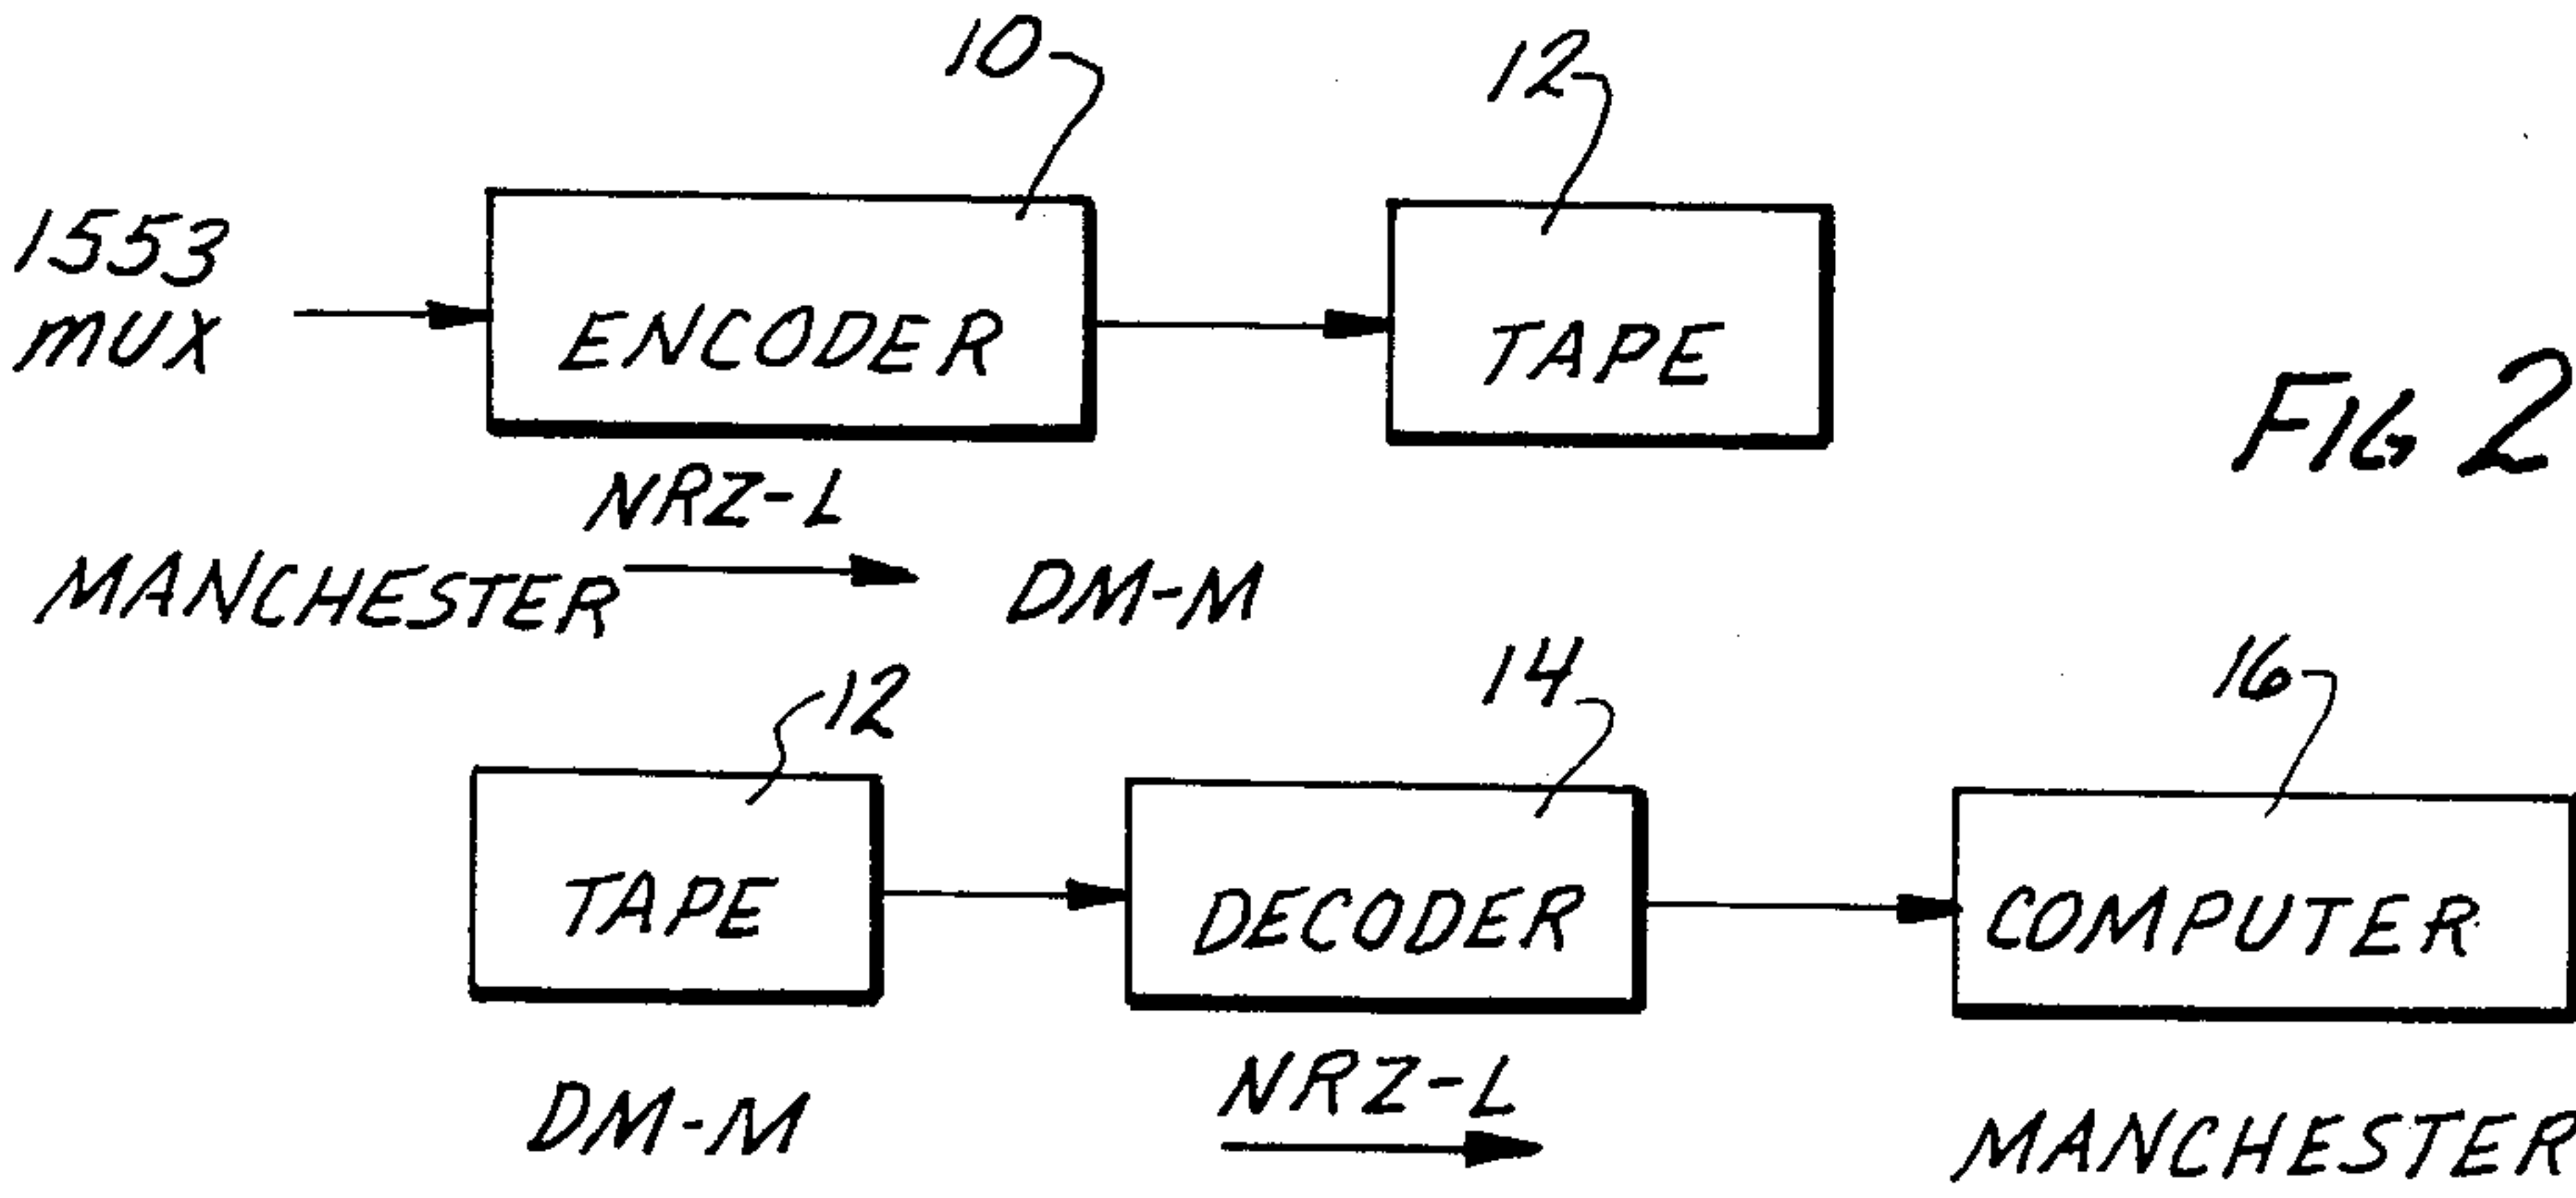 10
12
1553
MUX
ENCODER
TAPE
FIG 2
NRZ-L
MANCHESTER
DM-M
12
14
16
TAPE
DECODER
COMPUTER
DM-M
NRZ-L
MANCHESTER